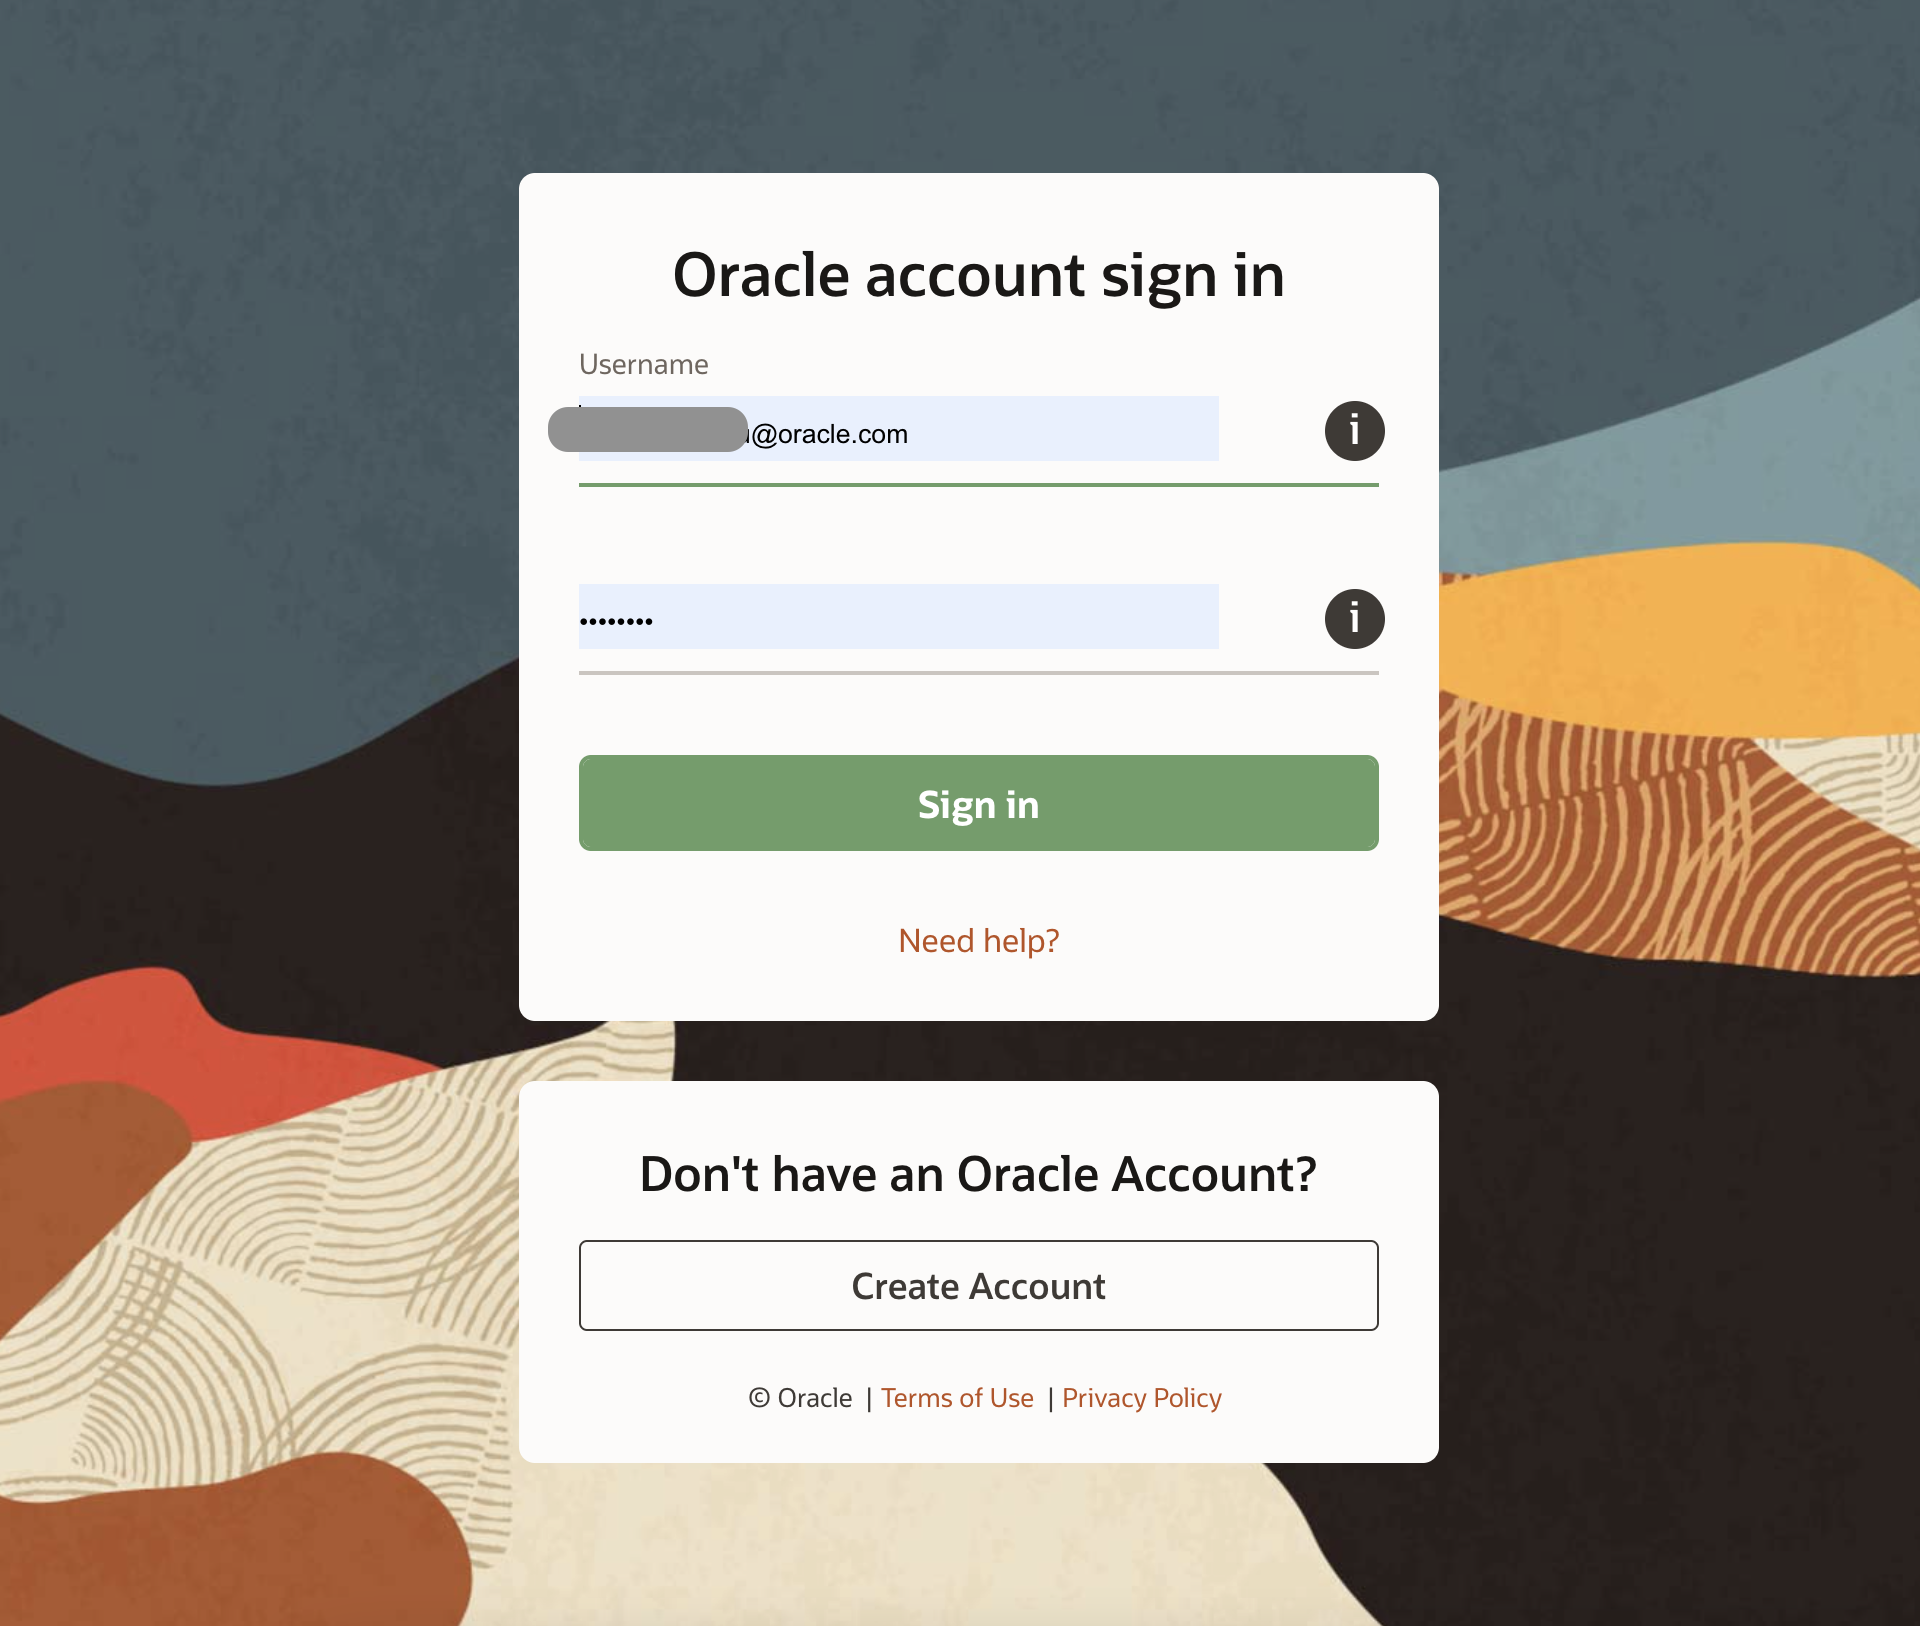 Oracle account sign in
Username
@oracle.com
i
••••••••
i
Sign in
Need help?
Don't have an Oracle Account?
Create Account
© Oracle | Terms of Use | Privacy Policy